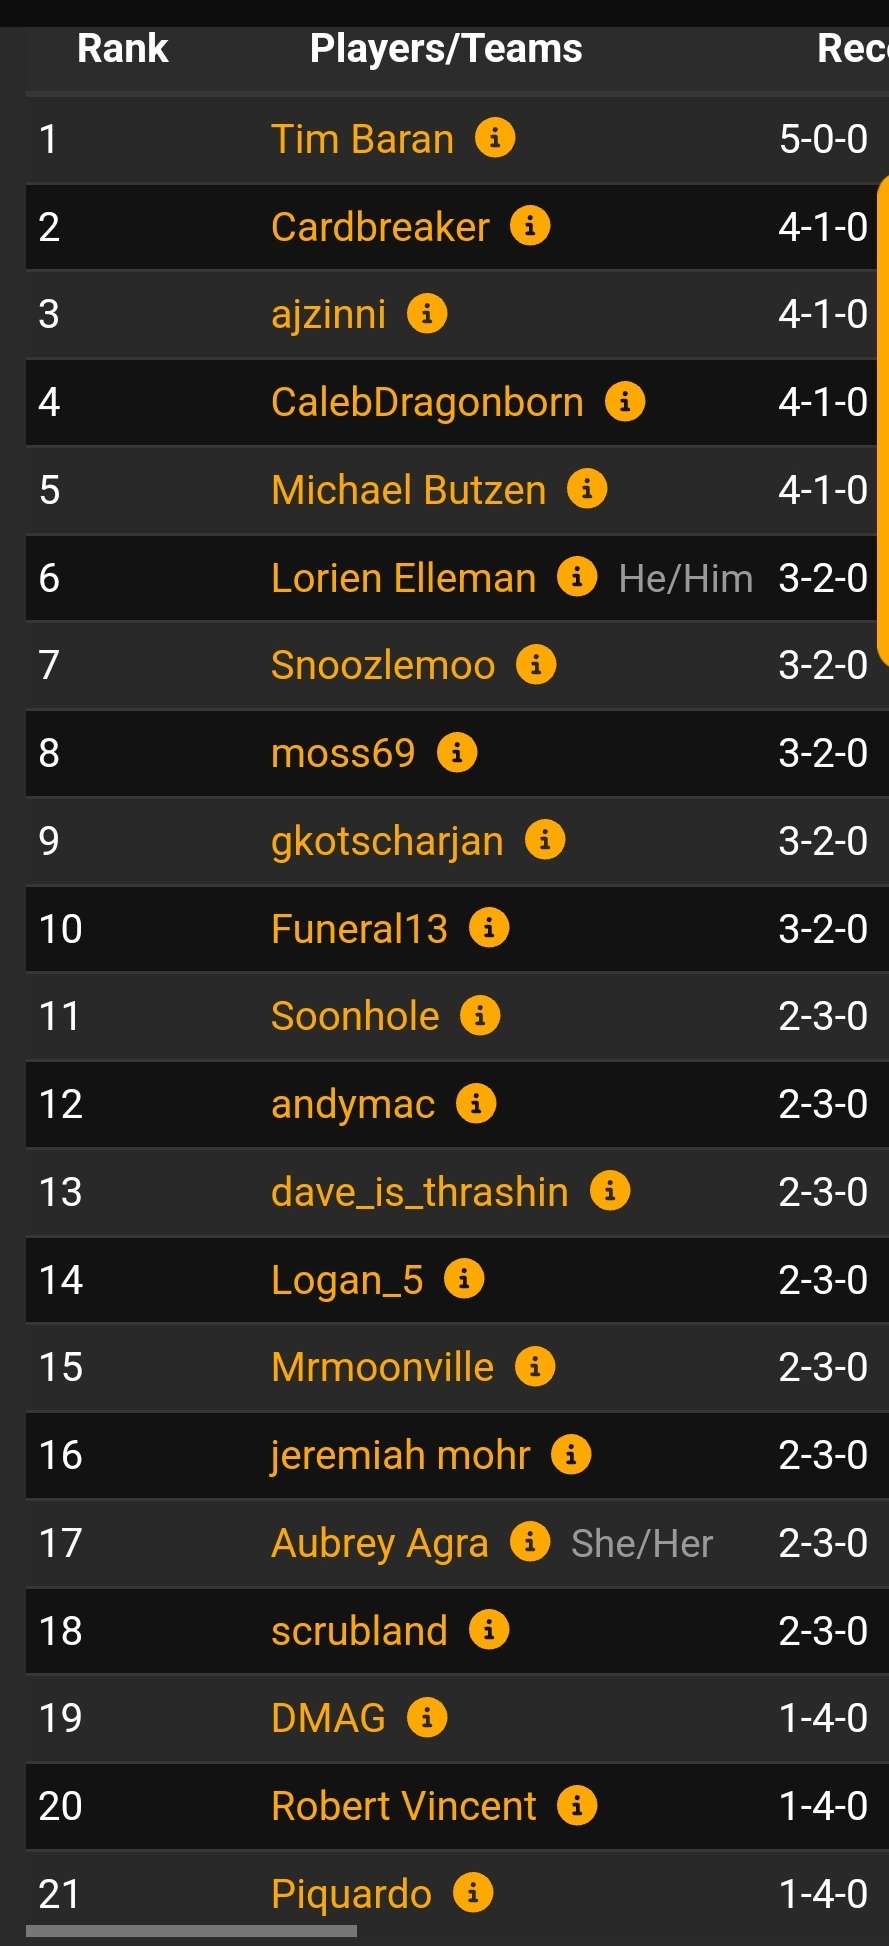 Rank Players/Teams Rec
1 Tim Baran i 5-0-0
2 Cardbreaker i 4-1-0
3 ajzinni i 4-1-0
4 CalebDragonborn i 4-1-0
5 Michael Butzen i 4-1-0
6 Lorien Elleman i He/Him 3-2-0
7 Snoozlemoo i 3-2-0
8 moss69 i 3-2-0
9 gkotscharjan i 3-2-0
10 Funeral13 i 3-2-0
11 Soonhole i 2-3-0
12 andymac i 2-3-0
13 dave_is_thrashin i 2-3-0
14 Logan_5 i 2-3-0
15 Mrmoonville i 2-3-0
16 jeremiah mohr i 2-3-0
17 Aubrey Agra i She/Her 2-3-0
18 scrubland i 2-3-0
19 DMAG i 1-4-0
20 Robert Vincent i 1-4-0
21 Piquardo i 1-4-0